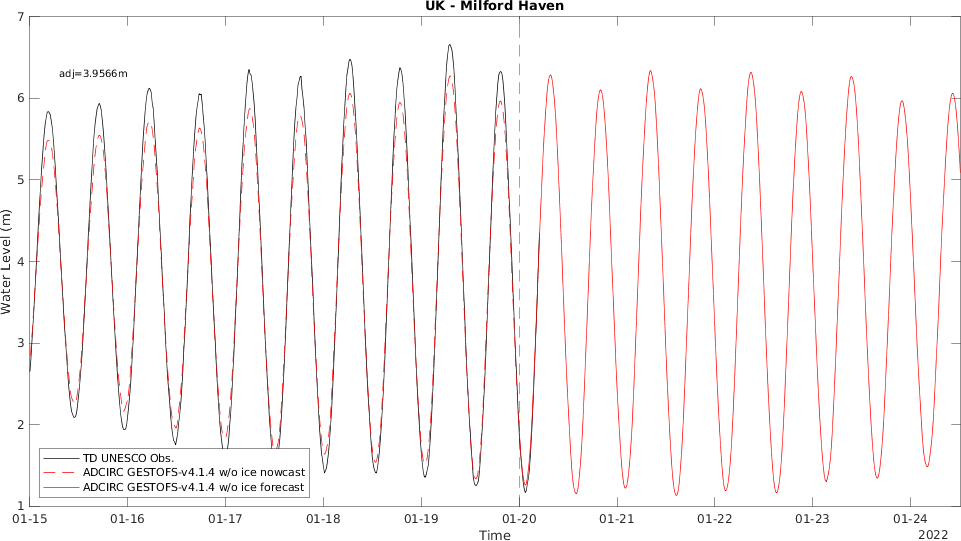 UK - Milford Haven
7
adj=3.9566m
6
5
4
3
2
1
Water Level (m)
TD UNESCO Obs.
ADCIRC GESTOFS-v4.1.4 w/o ice nowcast
ADCIRC GESTOFS-v4.1.4 w/o ice forecast
01-15 01-16 01-17 01-18 01-19 01-20 01-21 01-22 01-23 01-24
Time
2022